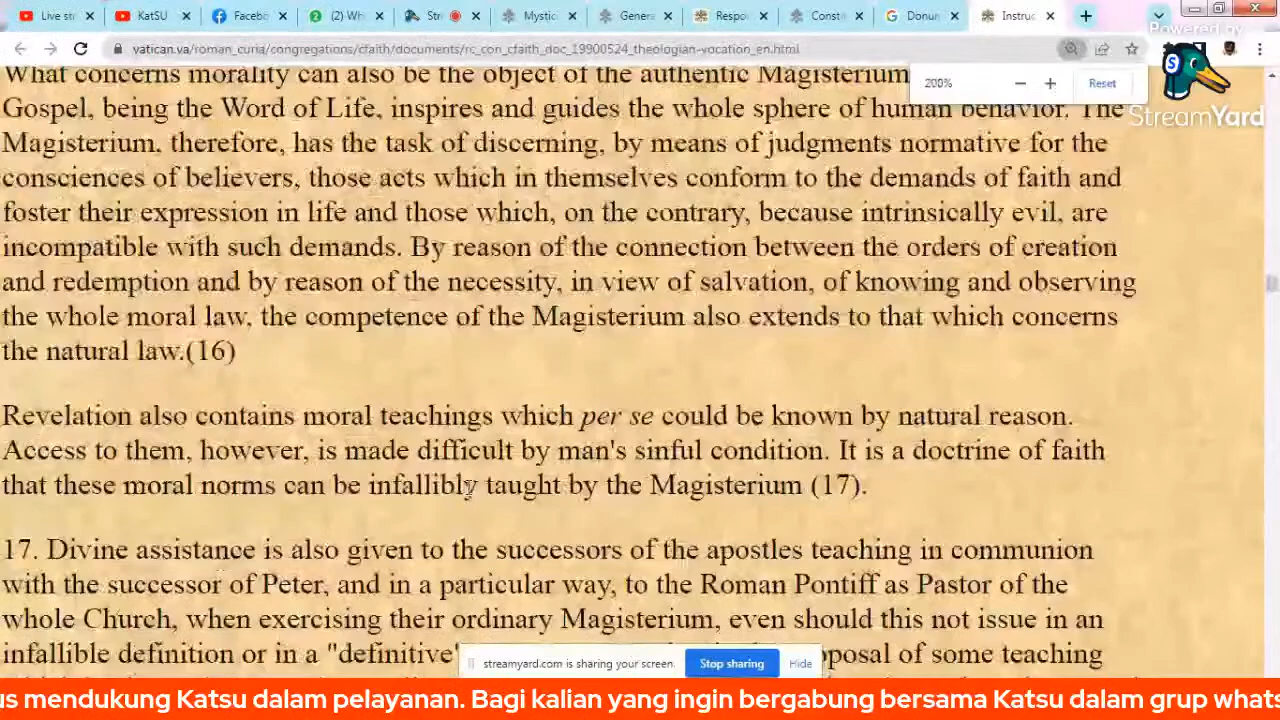 Live str
KatSU
Facebo
(2) Wh
Str
Mystic
Genera
Respo
Consti
Donun
Instruc
vatican.va/roman_curia/congregations/cfaith/documents/rc_con_cfaith_doc_19900524_theologian-vocation_en.html
Powered by
StreamYard
200%
Reset
What concerns morality can also be the object of the authentic Magisterium
Gospel, being the Word of Life, inspires and guides the whole sphere of human behavior. The
Magisterium, therefore, has the task of discerning, by means of judgments normative for the
consciences of believers, those acts which in themselves conform to the demands of faith and
foster their expression in life and those which, on the contrary, because intrinsically evil, are
incompatible with such demands. By reason of the connection between the orders of creation
and redemption and by reason of the necessity, in view of salvation, of knowing and observing
the whole moral law, the competence of the Magisterium also extends to that which concerns
the natural law.(16)
Revelation also contains moral teachings which per se could be known by natural reason.
Access to them, however, is made difficult by man's sinful condition. It is a doctrine of faith
that these moral norms can be infallibly taught by the Magisterium (17).
17. Divine assistance is also given to the successors of the apostles teaching in communion
with the successor of Peter, and in a particular way, to the Roman Pontiff as Pastor of the
whole Church, when exercising their ordinary Magisterium, even should this not issue in an
infallible definition or in a "definitive" posal of some teaching
streamyard.com is sharing your screen.
Stop sharing
Hide
us mendukung Katsu dalam pelayanan. Bagi kalian yang ingin bergabung bersama Katsu dalam grup whats